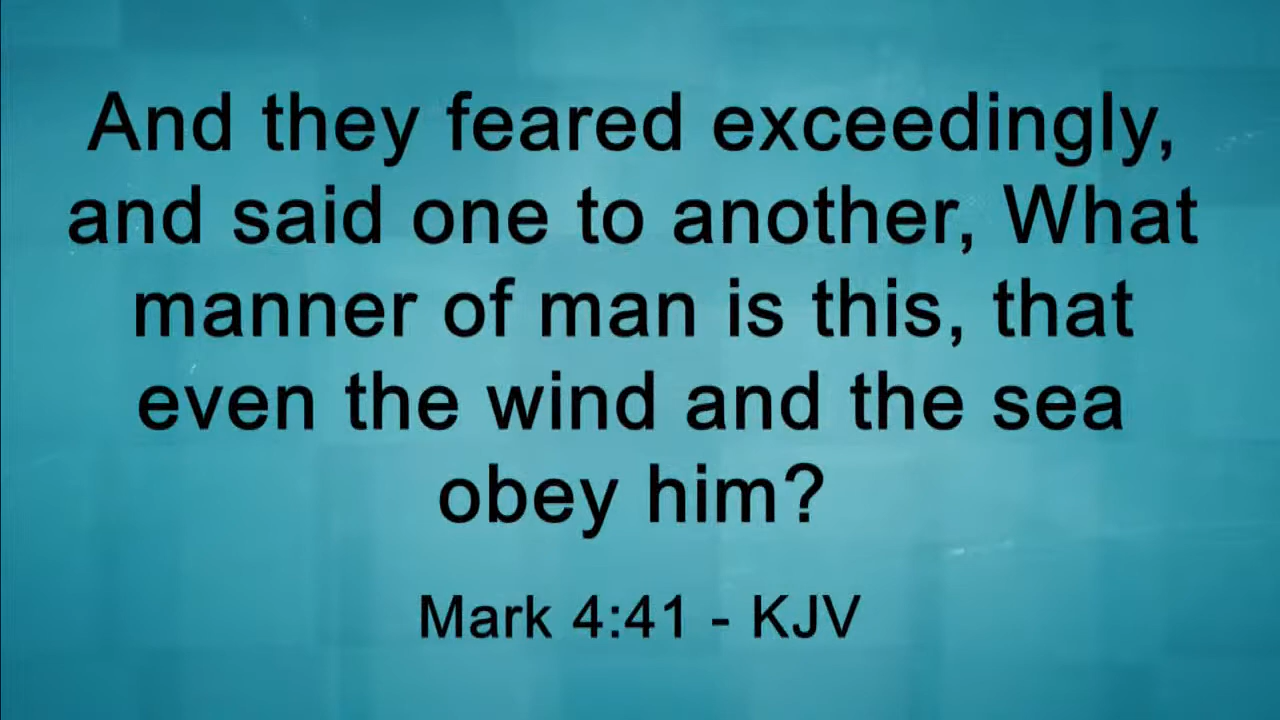 And they feared exceedingly,
and said one to another, What
manner of man is this, that
even the wind and the sea
obey him?
Mark 4:41 - KJV